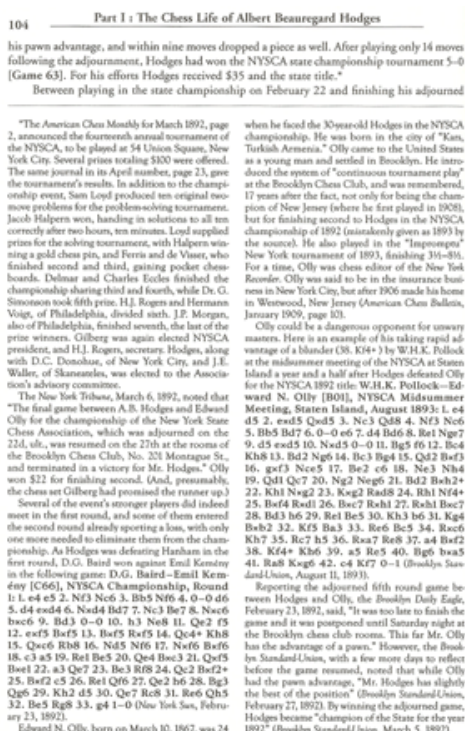 104
Part I : The Chess Life of Albert Beauregard Hodges
his pawn advantage, and within nine moves dropped a piece as well. After playing only 14 moves
following the adjournment, Hodges had won the NYSCA state championship tournament 5–0
[Game 63]. For his efforts Hodges received $35 and the state title.*
Between playing in the state championship on February 22 and finishing his adjourned
*The American Chess Monthly for March 1892, page
2, announced the fourteenth annual tournament of
the NYSCA, to be played at 54 Union Square, New
York City. Several prizes totaling $100 were offered.
The same journal in its April number, page 23, gave
the tournament's results. In addition to the champi-
onship event, Sam Loyd produced ten original two-
move problems for the problem-solving tournament.
Jacob Halpern won, handing in solutions to all ten
correctly after two hours, ten minutes. Loyd supplied
prizes for the solving tournament, with Halpern win-
ning a gold chess pin, and Ferris and de Visser, who
finished second and third, gaining pocket chess-
boards. Delmar and Charles Eccles finished the
championship sharing third and fourth, while Dr. G.
Simonson took fifth prize. H.J. Rogers and Hermann
Voigt, of Philadelphia, divided sixth. J.P. Morgan,
also of Philadelphia, finished seventh, the last of the
prize winners. Gilberg was again elected NYSCA
president, and H.J. Rogers, secretary. Hodges, along
with D.C. Donohue, of New York City, and J.E.
Waller, of Skaneateles, was elected to the Associa-
tion's advisory committee.
The New York Tribune, March 6, 1892, noted that
"The final game between A.B. Hodges and Edward
Olly for the championship of the New York State
Chess Association, which was adjourned on the
22d, ult., was resumed on the 27th at the rooms of
the Brooklyn Chess Club, No. 201 Montague St.,
and terminated in a victory for Mr. Hodges." Olly
won $22 for finishing second. (And, presumably,
the chess set Gilberg had promised the runner up.)
Several of the event's stronger players did indeed
meet in the first round, and some of them entered
the second round already sporting a loss, with only
one more needed to eliminate them from the cham-
pionship. As Hodges was defeating Hanham in the
first round, D.G. Baird won against Emil Kemény
in the following game: D.G. Baird–Emil Kem-
ény [C66], NYSCA Championship, Round
1: 1. e4 e5 2. Nf3 Nc6 3. Bb5 Nf6 4. 0–0 d6
5. d4 exd4 6. Nxd4 Bd7 7. Nc3 Be7 8. Nxc6
bxc6 9. Bd3 0–0 10. h3 Ne8 11. Qe2 f5
12. exf5 Bxf5 13. Bxf5 Rxf5 14. Qc4+ Kh8
15. Qxc6 Rb8 16. Nd5 Nf6 17. Nxf6 Bxf6
18. c3 a5 19. Re1 Be5 20. Qe4 Bxc3 21. Qxf5
Bxe1 22. a3 Qe7 23. Be3 Rf8 24. Qc2 Bxf2+
25. Bxf2 c5 26. Re1 Qf6 27. Qe2 h6 28. Bg3
Qg6 29. Kh2 d5 30. Qe7 Rc8 31. Re6 Qh5
32. Be5 Rg8 33. g4 1–0 (New York Sun, Febru-
ary 23, 1892).
Edward N. Olly, born on March 10, 1862, was 24
when he faced the 30-year-old Hodges in the NYSCA
championship. He was born in the city of "Kars,
Turkish Armenia." Olly came to the United States
as a young man and settled in Brooklyn. He intro-
duced the system of "continuous tournament play"
at the Brooklyn Chess Club, and was remembered,
17 years after the fact, not only for being the cham-
pion of New Jersey (where he first played in 1908),
but for finishing second to Hodges in the NYSCA
championship of 1892 (mistakenly given as 1893 by
the source). He also played in the "Impromptu"
New York tournament of 1893, finishing 3½–8½.
For a time, Olly was chess editor of the New York
Recorder. Olly was said to be in the insurance busi-
ness in New York City, but after 1906 made his home
in Westwood, New Jersey (American Chess Bulletin,
January 1909, page 10).
Olly could be a dangerous opponent for unwary
masters. Here is an example of his taking rapid ad-
vantage of a blunder (38. Kf4+) by W.H.K. Pollock
at the midsummer meeting of the NYSCA at Staten
Island a year and a half after Hodges defeated Olly
for the NYSCA 1892 title: W.H.K. Pollock–Ed-
ward N. Olly [B01], NYSCA Midsummer
Meeting, Staten Island, August 1893: 1. e4
d5 2. exd5 Qxd5 3. Nc3 Qd8 4. Nf3 Nc6
5. Bb5 Bd7 6. 0–0 e6 7. d4 Bd6 8. Re1 Nge7
9. d5 exd5 10. Nxd5 0–0 11. Bg5 f6 12. Bc4
Kh8 13. Bd2 Ng6 14. Bc3 Bg4 15. Qd2 Bxf3
16. gxf3 Nce5 17. Be2 c6 18. Ne3 Nh4
19. Qd1 Qc7 20. Ng2 Neg6 21. Bd2 Bxh2+
22. Kh1 Nxg2 23. Kxg2 Rad8 24. Rh1 Nf4+
25. Bxf4 Rxd1 26. Bxc7 Rxh1 27. Rxh1 Bxc7
28. Bd3 h6 29. Re1 Be5 30. Kh3 b6 31. Kg4
Bxb2 32. Kf5 Ba3 33. Re6 Bc5 34. Rxc6
Kh7 35. Rc7 h5 36. Rxa7 Re8 37. a4 Bxf2
38. Kf4+ Kh6 39. a5 Re5 40. Bg6 bxa5
41. Ra8 Kxg6 42. c4 Kf7 0–1 (Brooklyn Stan-
dard-Union, August 11, 1893).
Reporting the adjourned fifth round game be-
tween Hodges and Olly, the Brooklyn Daily Eagle,
February 23, 1892, said, "It was too late to finish the
game and it was postponed until Saturday night at
the Brooklyn chess club rooms. This far Mr. Olly
has the advantage of a pawn." However, the Brook-
lyn Standard-Union, with a few more days to reflect
before the game resumed, noted that while Olly
had the pawn advantage, "Mr. Hodges has slightly
the best of the position" (Brooklyn Standard-Union,
February 27, 1892). By winning the adjourned game,
Hodges became "champion of the State for the year
1892" (Brooklyn Standard-Union, March 5, 1892).